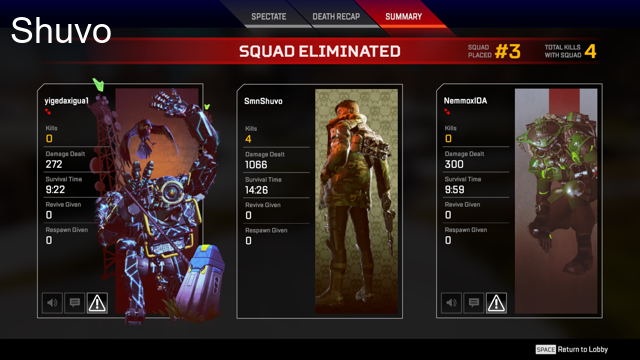 Shuvo
SPECTATE
DEATH RECAP
SUMMARY
SQUAD ELIMINATED
SQUAD
PLACED #3
TOTAL KILLS
WITH SQUAD 4
yigedaxigua1
Kills
0
Damage Dealt
272
Survival Time
9:22
Revive Given
0
Respawn Given
0
SmnShuvo
Kills
4
Damage Dealt
1066
Survival Time
14:26
Revive Given
0
Respawn Given
0
NemmoxIDA
Kills
0
Damage Dealt
300
Survival Time
9:59
Revive Given
0
Respawn Given
0
SPACE Return to Lobby